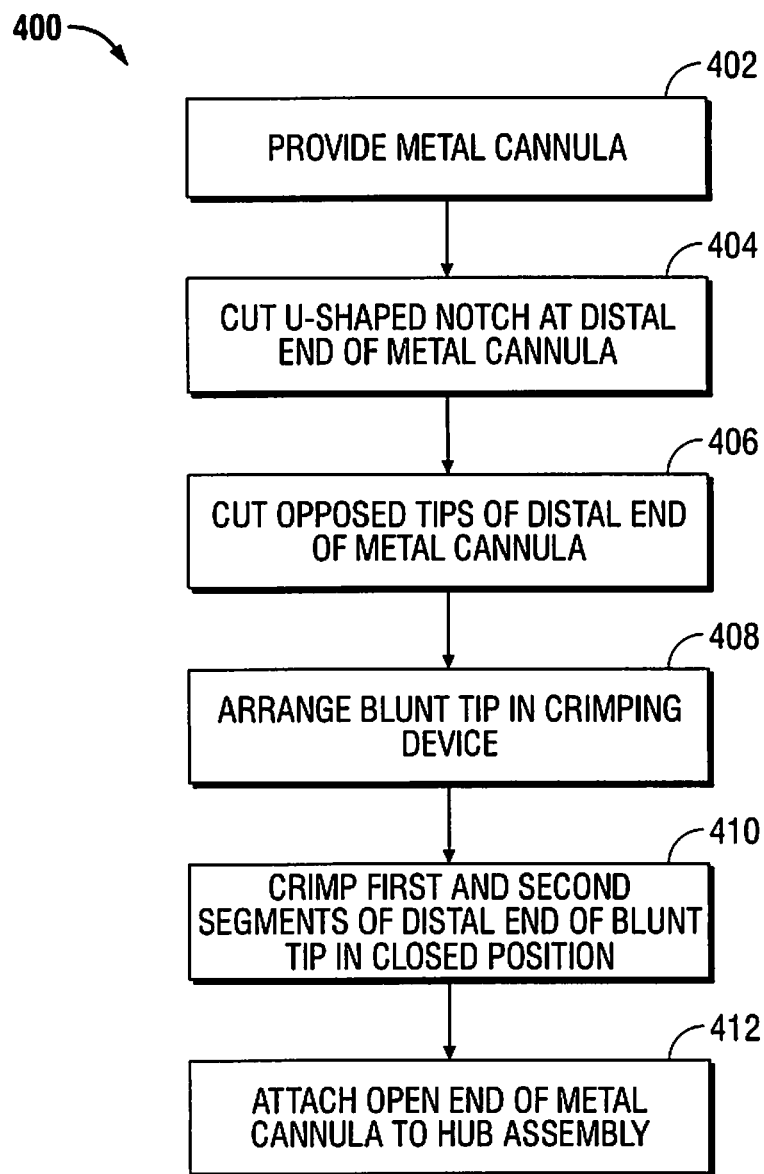 400
402
PROVIDE METAL CANNULA
404
CUT U-SHAPED NOTCH AT DISTAL
END OF METAL CANNULA
406
CUT OPPOSED TIPS OF DISTAL END
OF METAL CANNULA
408
ARRANGE BLUNT TIP IN CRIMPING
DEVICE
410
CRIMP FIRST AND SECOND
SEGMENTS OF DISTAL END OF BLUNT
TIP IN CLOSED POSITION
412
ATTACH OPEN END OF METAL
CANNULA TO HUB ASSEMBLY